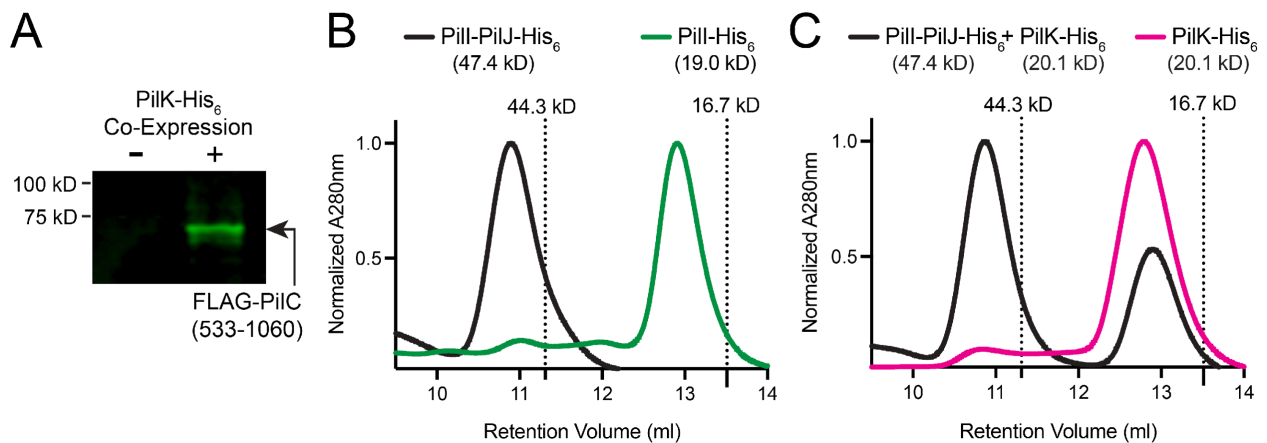 A
PilK-His6
Co-Expression
- +
100 kD
75 kD
FLAG-PilC
(533-1060)
B
PilI-PilJ-His6
(47.4 kD)
PilI-His6
(19.0 kD)
44.3 kD
16.7 kD
Normalized A280nm
1.0
0.5
10 11 12 13 14
Retention Volume (ml)
C
PilI-PilJ-His6+ PilK-His6
(47.4 kD) (20.1 kD)
PilK-His6
(20.1 kD)
44.3 kD
16.7 kD
Normalized A280nm
1.0
0.5
10 11 12 13 14
Retention Volume (ml)